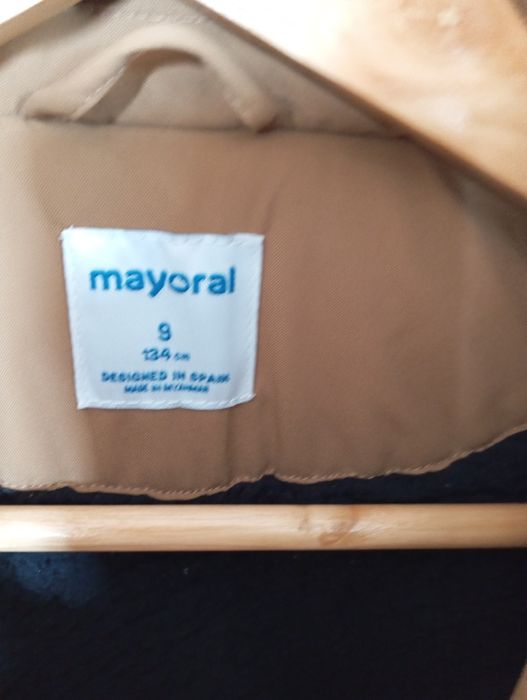 mayoral
9
134 cm
DESIGNED IN SPAIN
MADE IN MYANMAR